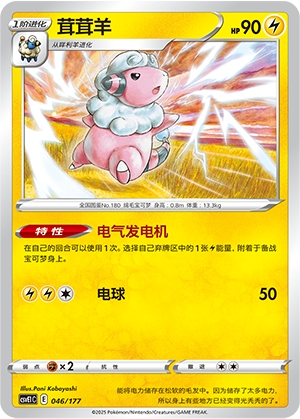 1阶进化 茸茸羊 HP90
从咩利羊进化
全国图鉴No.180 绵毛宝可梦 身高:0.8m 体重:13.3kg
特性 电气发电机
在自己的回合可以使用1次。选择自己弃牌区中的1张 能量,附着于备战
宝可梦身上。
电球 50
弱点 ×2 抵抗力 撤退
Illus.Pani Kobayashi
E 046/177
能将电力储存在松软的毛发中。因为储存了太多电力,
所以身上有些地方已经变得光秃秃的了。
©2025 Pokémon/Nintendo/Creatures/GAME FREAK.